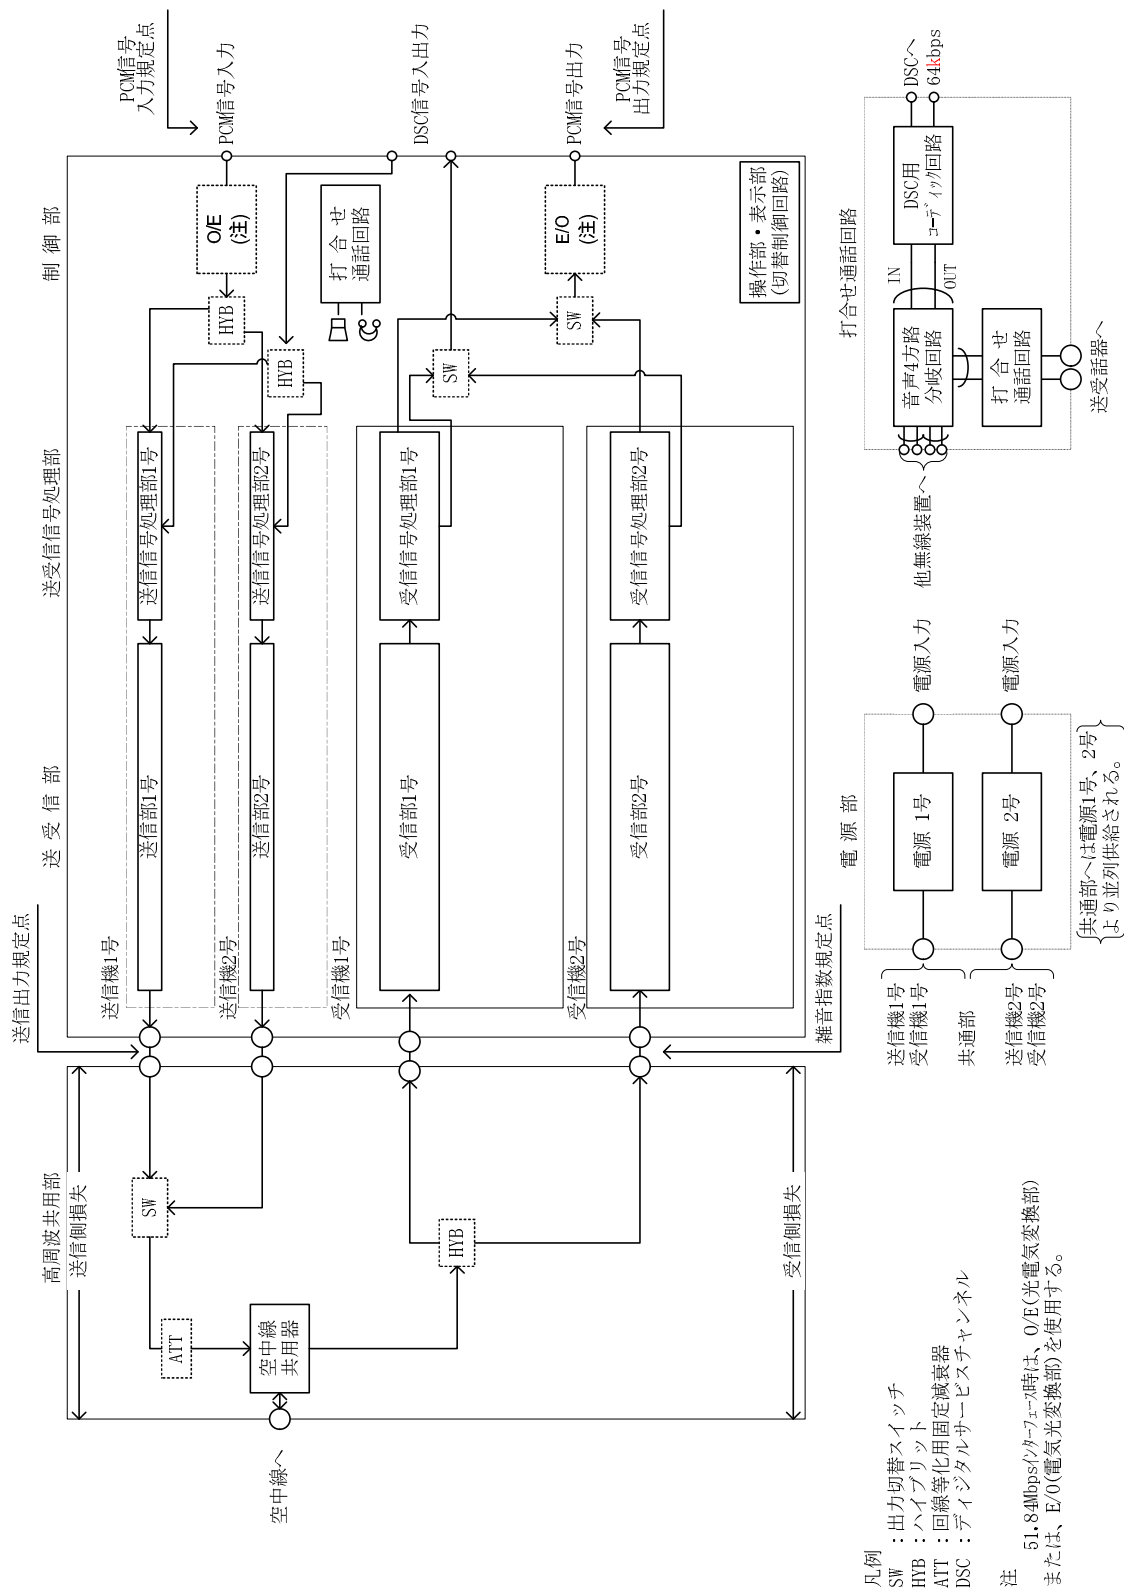 高周波共用部
送受信部
送受信信号処理部
制御部
送信側損失
送信出力規定点
PCM信号
入力規定点
PCM信号入力
DSC信号入出力
PCM信号出力
PCM信号
出力規定点
送信機1号
送信部1号
送信信号処理部1号
送信機2号
送信部2号
送信信号処理部2号
受信機1号
受信部1号
受信信号処理部1号
受信機2号
受信部2号
受信信号処理部2号
SW
ATT
空中線
共用器
空中線へ
HYB
受信側損失
雑音指数規定点
HYB
O/E
(注)
HYB
打合せ
通話回路
SW
SW
E/O
(注)
操作部・表示部
(切替制御回路)
凡例
SW :出力切替スイッチ
HYB :ハイブリット
ATT :回線等化用固定減衰器
DSC :ディジタルサービスチャンネル
注
51.84Mbpsインターフェース時は、O/E(光電気変換部)
または、E/O(電気光変換部)を使用する。
電源部
送信機1号
受信機1号
共通部
送信機2号
受信機2号
電源 1号
電源 2号
電源入力
電源入力
共通部へは電源1号、2号
より並列供給される。
打合せ通話回路
他無線装置へ
音声4方路
分岐回路
IN
OUT
DSC用
コーディック回路
DSCへ
64kbps
打合せ
通話回路
送受話器へ